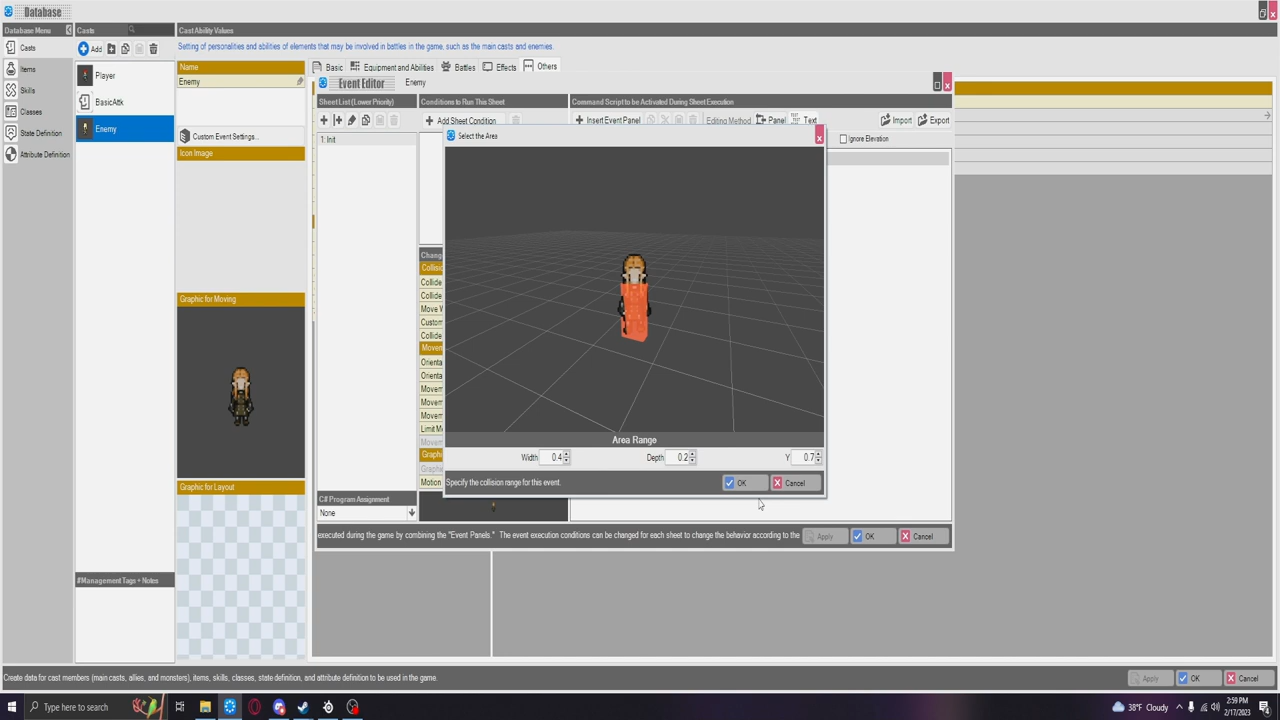 Database
Database Menu
Casts
Items
Skills
Classes
State Definition
Attribute Definition
Casts
Add
Player
BasicAttk
Enemy
#Management Tags + Notes
Cast Ability Values
Setting of personalities and abilities of elements that may be involved in battles in the game, such as the main casts and enemies.
Name
Enemy
Custom Event Settings...
Icon Image
Graphic for Moving
Graphic for Layout
Basic
Equipment and Abilities
Battles
Effects
Others
Event Editor
Enemy
Sheet List (Lower Priority)
Conditions to Run This Sheet
Command Script to be Activated During Sheet Execution
Add Sheet Condition
Insert Event Panel
Editing Method
Panel
Text
Import
Export
1: Init
Ignore Elevation
Select the Area
Collide
Collide
Collide
Limit M
Motion
Area Range
Width 0.4
Depth 0.2
Y 0.7
Specify the collision range for this event.
OK
Cancel
C# Program Assignment
None
executed during the game by combining the "Event Panels." The event execution conditions can be changed for each sheet to change the behavior according to the
Apply
OK
Cancel
Create data for cast members (main casts, allies, and monsters), items, skills, classes, state definition, and attribute definition to be used in the game.
Apply
OK
Cancel
Type here to search
38°F Cloudy
2:59 PM
2/17/2023